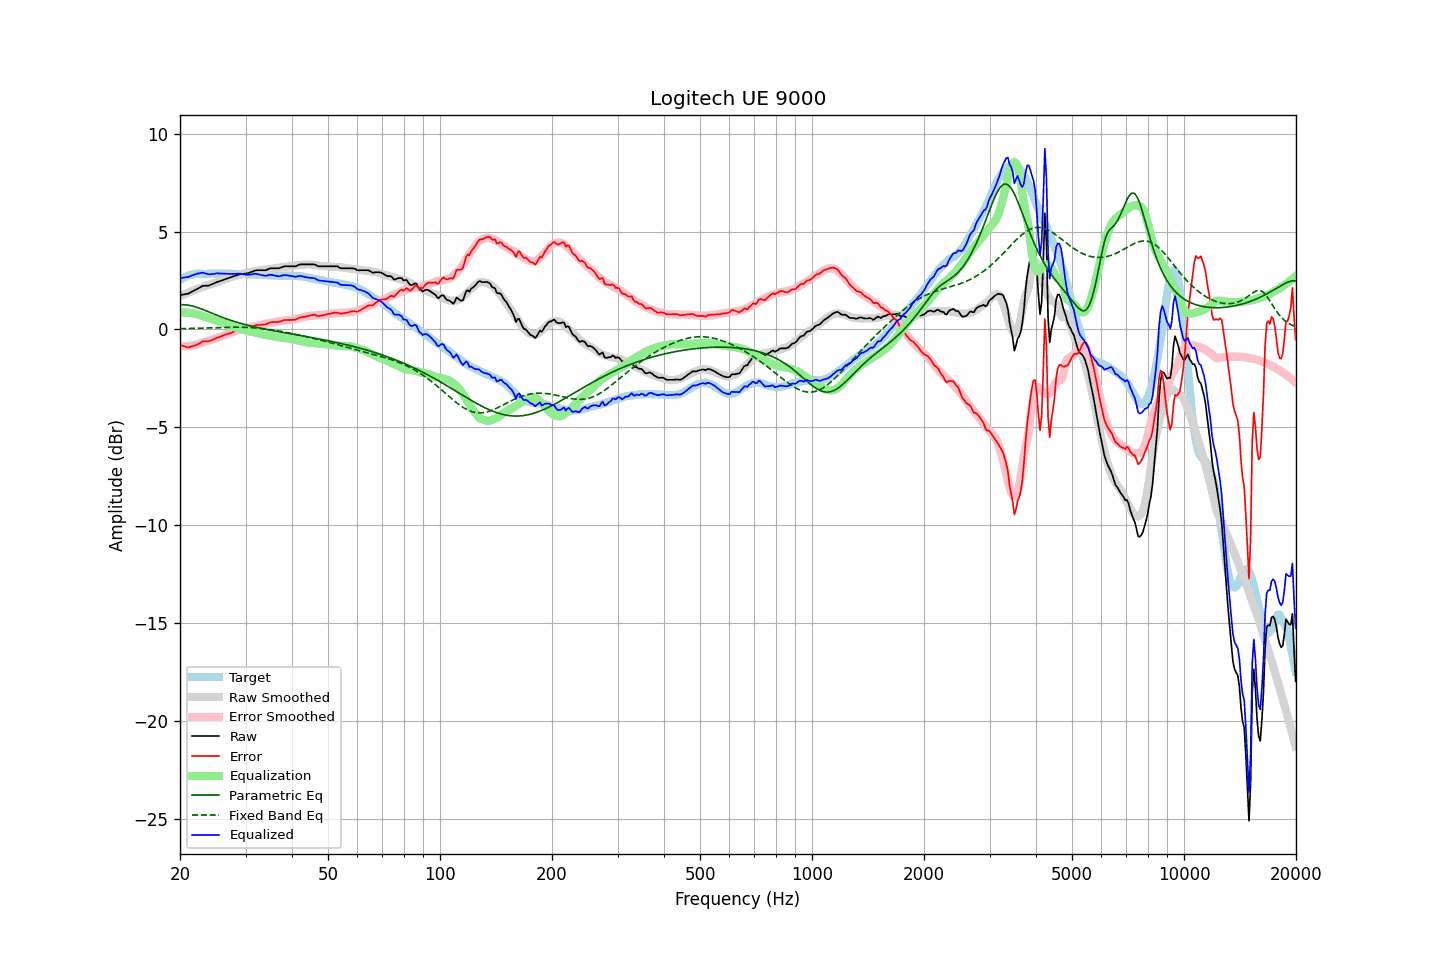 Logitech UE 9000
Amplitude (dBr)
10
5
0
−5
−10
−15
−20
−25
Target
Raw Smoothed
Error Smoothed
Raw
Error
Equalization
Parametric Eq
Fixed Band Eq
Equalized
20
50
100
200
500
1000
2000
5000
10000
20000
Frequency (Hz)